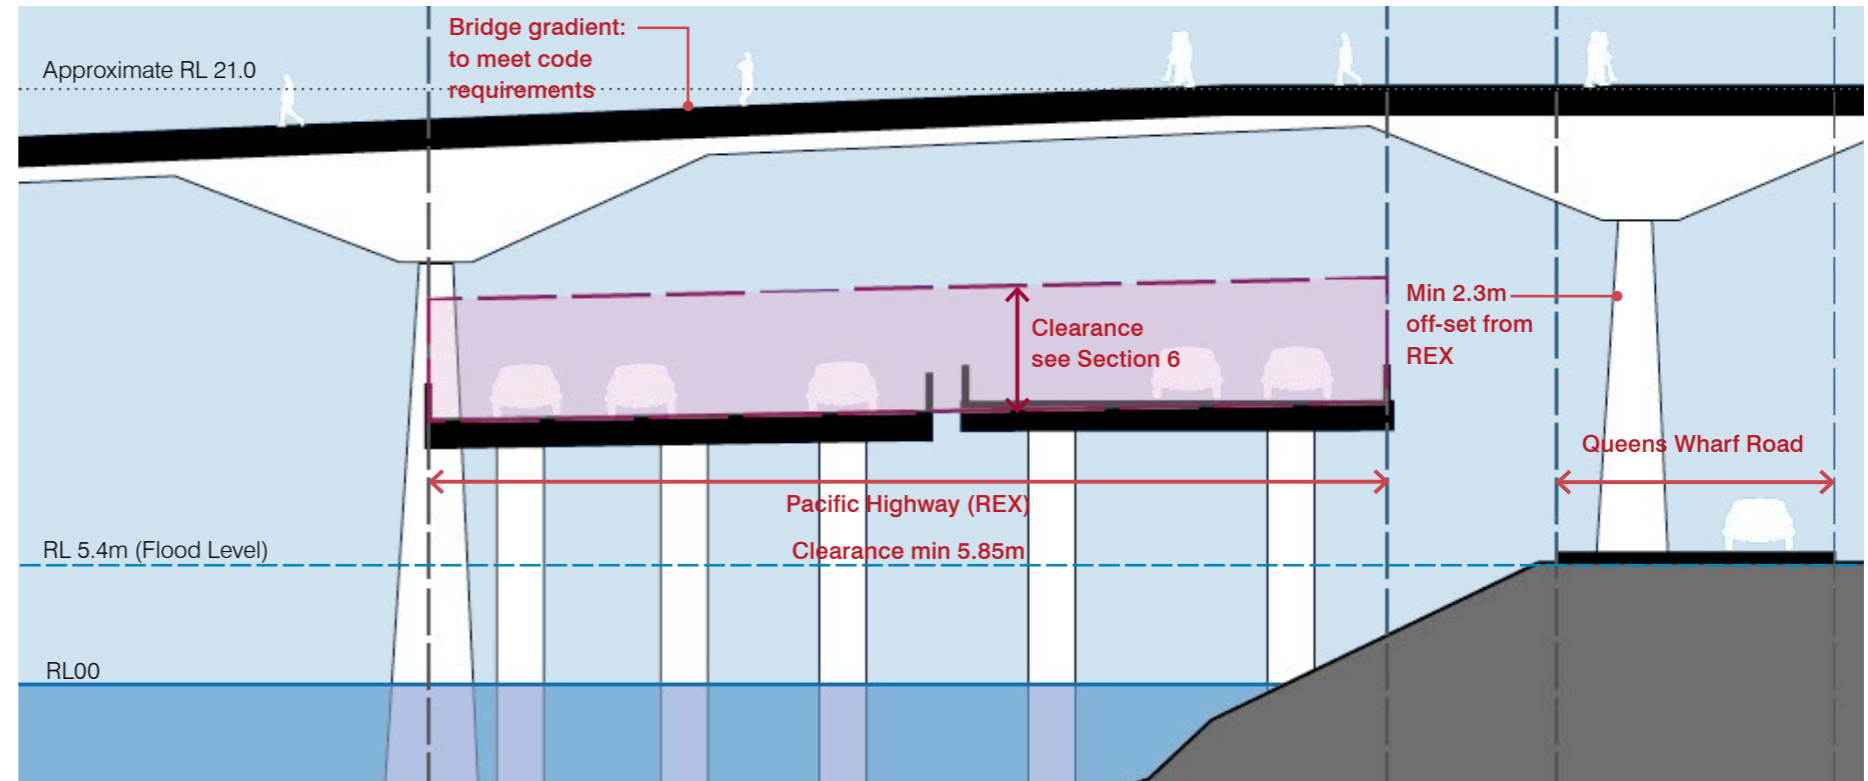 Bridge gradient:
to meet code
requirements
Approximate RL 21.0
Clearance
see Section 6
Min 2.3m
off-set from
REX
Queens Wharf Road
Pacific Highway (REX)
Clearance min 5.85m
RL 5.4m (Flood Level)
RL00